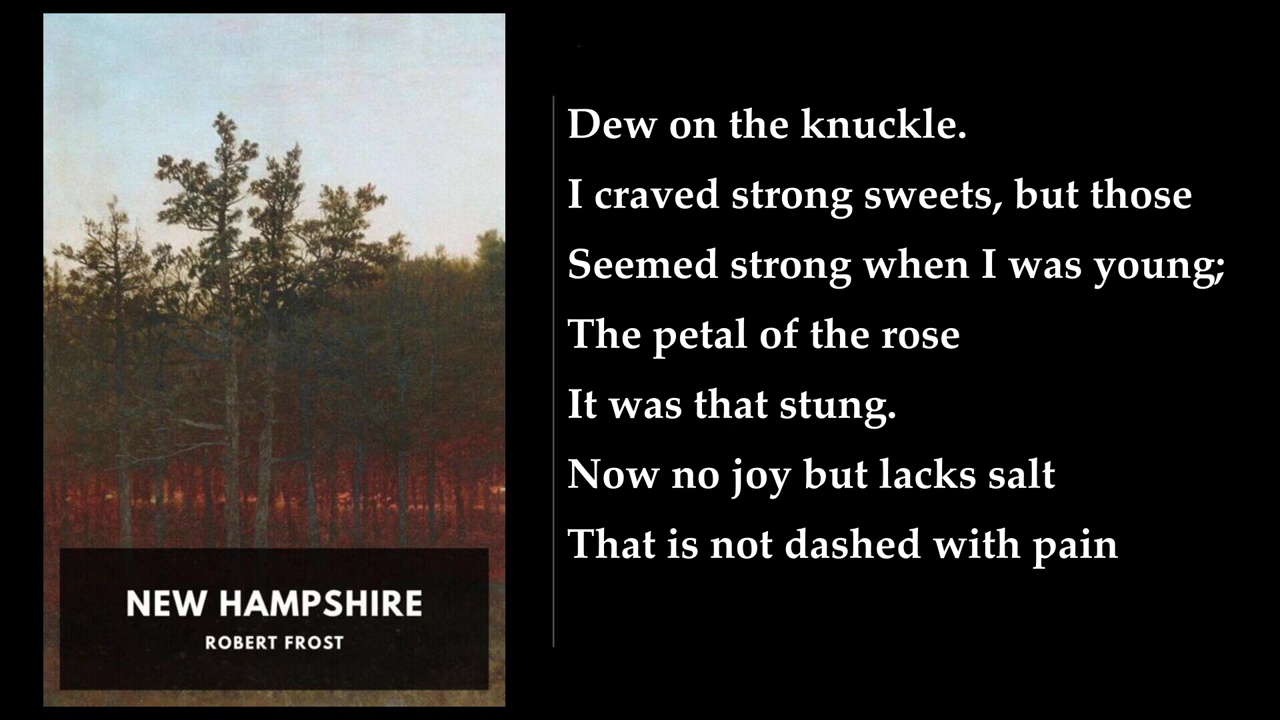 NEW HAMPSHIRE
ROBERT FROST
Dew on the knuckle.
I craved strong sweets, but those
Seemed strong when I was young;
The petal of the rose
It was that stung.
Now no joy but lacks salt
That is not dashed with pain